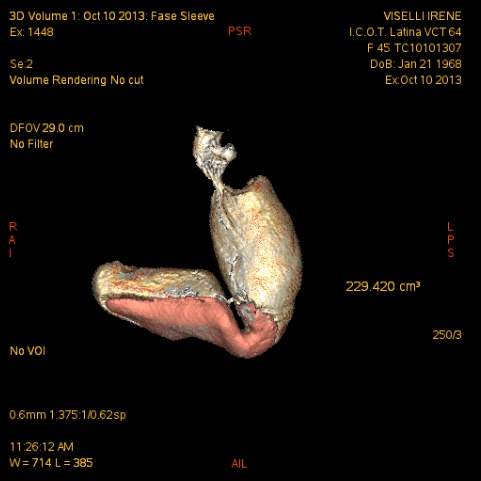 3D Volume 1: Oct 10 2013: Fase Sleeve
Ex: 1448
Se:2
Volume Rendering No cut
DFOV 29.0 cm
No Filter
PSR
VISELLI IRENE
I.C.O.T. Latina VCT 64
F 45 TC10101307
DoB: Jan 21 1968
Ex:Oct 10 2013
R
A
I
L
P
S
229.420 cm³
250/3
No VOI
0.6mm 1.375:1/0.62sp
11:26:12 AM
W = 714 L = 385
AIL